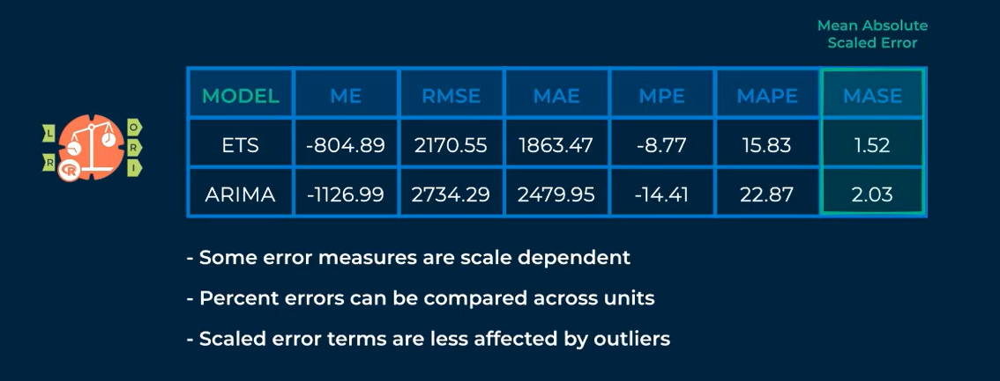 Mean Absolute
Scaled Error
MODEL ME RMSE MAE MPE MAPE MASE
ETS -804.89 2170.55 1863.47 -8.77 15.83 1.52
ARIMA -1126.99 2734.29 2479.95 -14.41 22.87 2.03
L O
R R
R I
- Some error measures are scale dependent
- Percent errors can be compared across units
- Scaled error terms are less affected by outliers